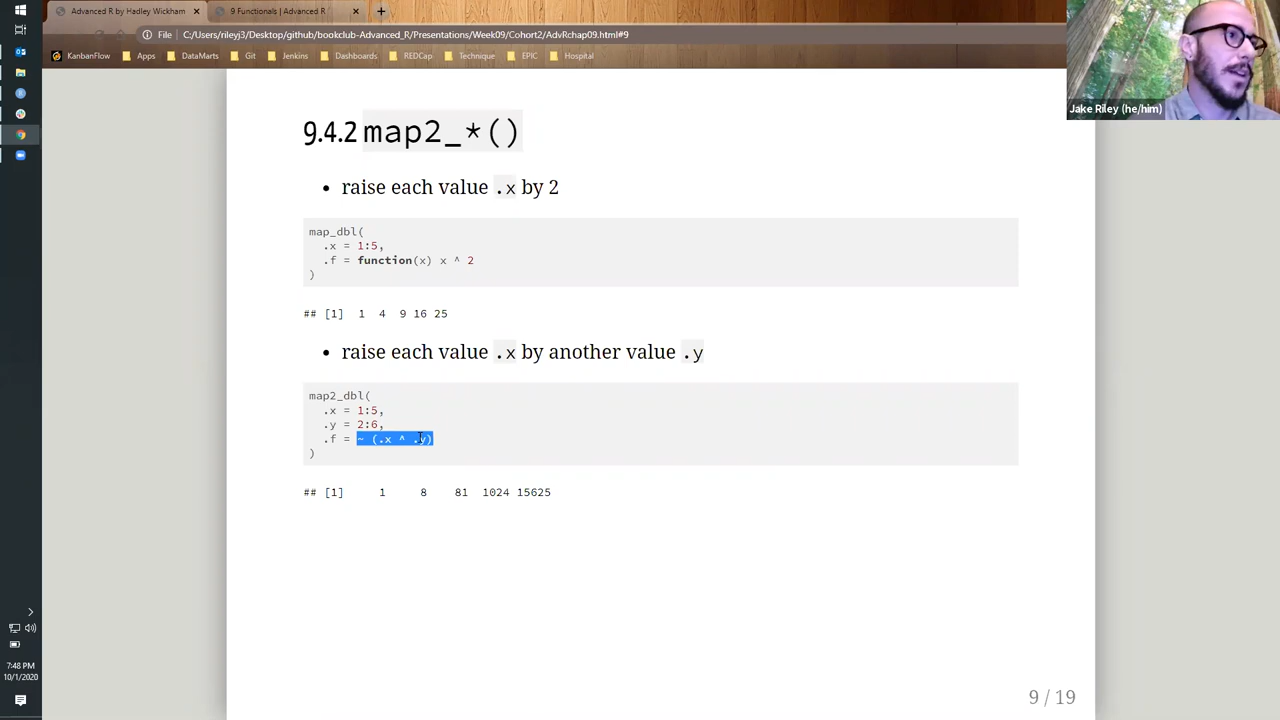 Advanced R by Hadley Wickham
9 Functionals | Advanced R
File
C:/Users/rileyj3/Desktop/github/bookclub-Advanced_R/Presentations/Week09/Cohort2/AdvRchap09.html#9
KanbanFlow
Apps
Git
DataMarts
Jenkins
Dashboards
REDCap
Technique
EPIC
Hospital
Jake Riley (he/him)
9.4.2 map2_*()
• raise each value .x by 2
map_dbl(
.x = 1:5,
.f = function(x) x ^ 2
)
## [1] 1 4 9 16 25
• raise each value .x by another value .y
map2_dbl(
.x = 1:5,
.y = 2:6,
.f = ~ (.x ^ .y)
)
## [1] 1 8 81 1024 15625
9 / 19
7:48 PM
10/1/2020